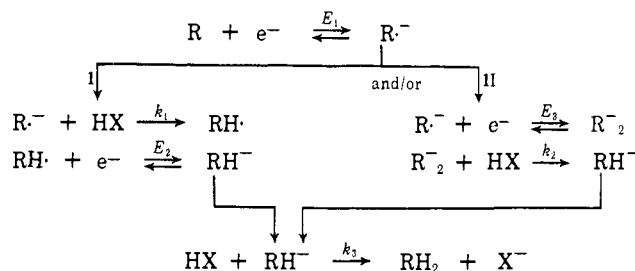 R + e⁻ ⇌ R·⁻ E₁
I and/or II
R·⁻ + HX → RH· k₁ R·⁻ + e⁻ ⇌ R⁻₂ E₃
RH· + e⁻ ⇌ RH⁻ E₂ R⁻₂ + HX → RH⁻ k₂
HX + RH⁻ → RH₂ + X⁻ k₃